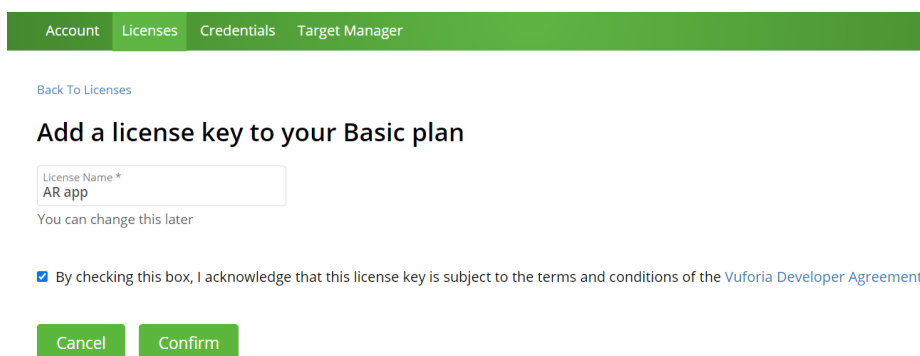 Account Licenses Credentials Target Manager
Back To Licenses
Add a license key to your Basic plan
License Name *
AR app
You can change this later
By checking this box, I acknowledge that this license key is subject to the terms and conditions of the Vuforia Developer Agreement
Cancel Confirm